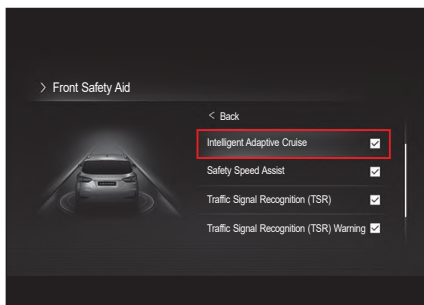 > Front Safety Aid
< Back
Intelligent Adaptive Cruise
Safety Speed Assist
Traffic Signal Recognition (TSR)
Traffic Signal Recognition (TSR) Warning